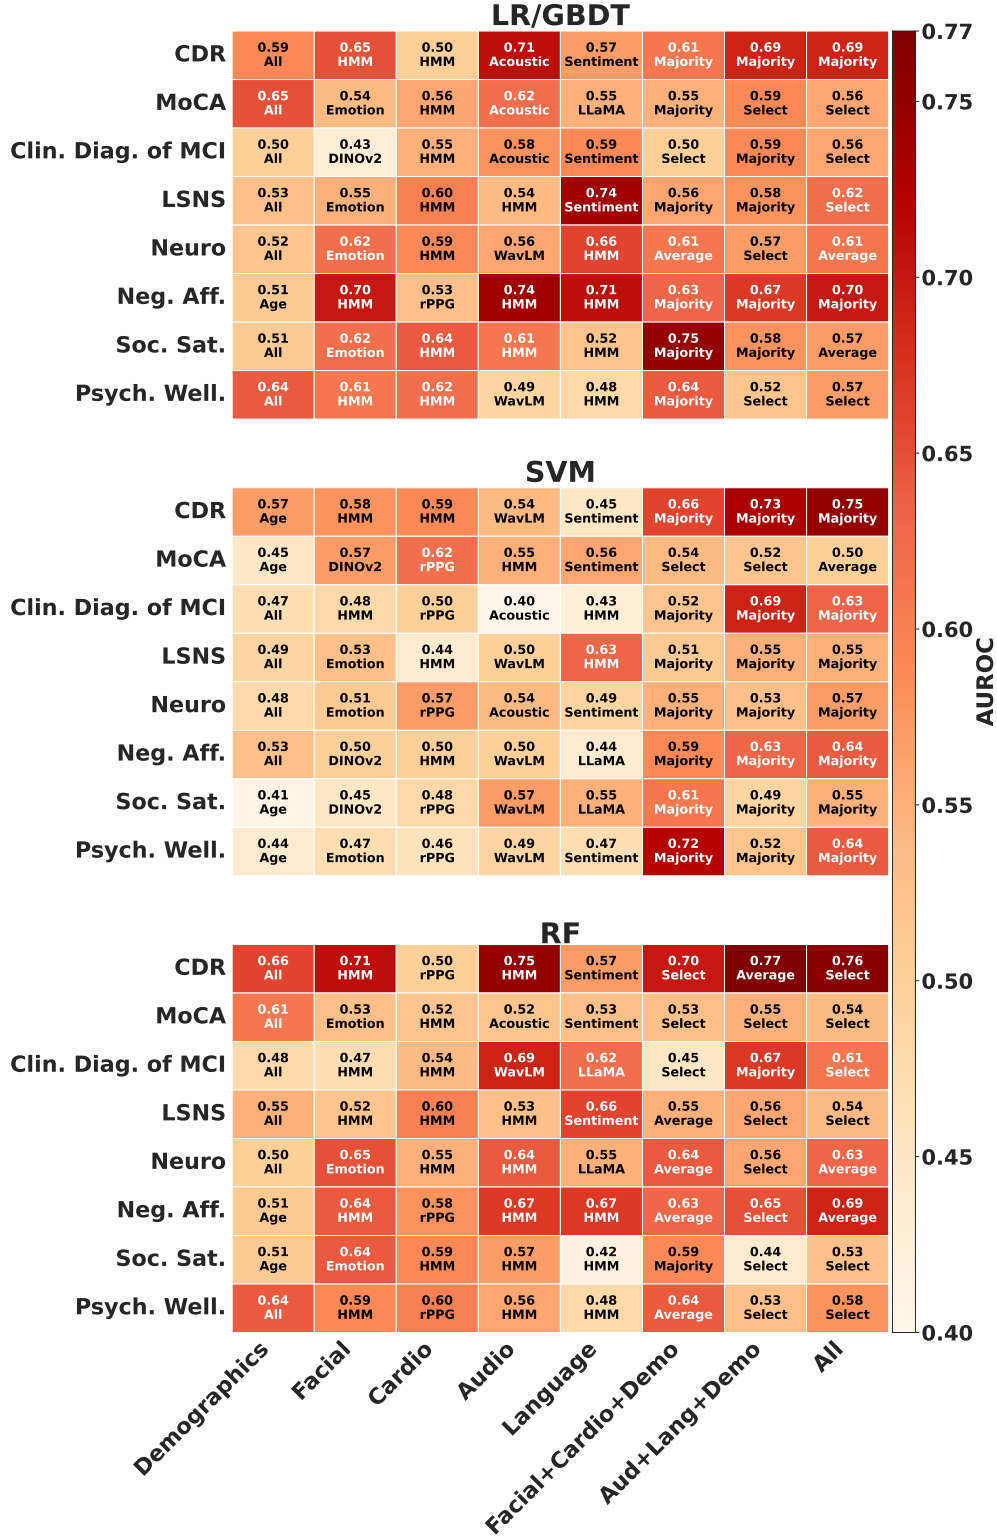 LR/GBDT
CDR 0.59 0.65 0.50 0.71 0.57 0.61 0.69 0.69
All HMM HMM Acoustic Sentiment Majority Majority Majority
MoCA 0.65 0.54 0.56 0.62 0.55 0.55 0.59 0.56
All Emotion HMM Acoustic LLaMA Majority Select Select
Clin. Diag. of MCI 0.50 0.43 0.55 0.58 0.59 0.50 0.59 0.56
All DINOv2 HMM Acoustic Sentiment Select Majority Select
LSNS 0.53 0.55 0.60 0.54 0.74 0.56 0.58 0.62
All Emotion HMM HMM Sentiment Majority Majority Select
Neuro 0.52 0.62 0.59 0.56 0.66 0.61 0.57 0.61
All Emotion HMM WavLM HMM Average Select Average
Neg. Aff. 0.51 0.70 0.53 0.74 0.71 0.63 0.67 0.70
Age HMM rPPG HMM HMM Majority Majority Majority
Soc. Sat. 0.51 0.62 0.64 0.61 0.52 0.75 0.58 0.57
All Emotion HMM HMM HMM Majority Majority Average
Psych. Well. 0.64 0.61 0.62 0.49 0.48 0.64 0.52 0.57
All HMM HMM WavLM HMM Majority Select Select
SVM
CDR 0.57 0.58 0.59 0.54 0.45 0.66 0.73 0.75
Age HMM HMM WavLM Sentiment Majority Majority Majority
MoCA 0.45 0.57 0.62 0.55 0.56 0.54 0.52 0.50
Age DINOv2 rPPG HMM Sentiment Select Select Average
Clin. Diag. of MCI 0.47 0.48 0.50 0.40 0.43 0.52 0.69 0.63
All HMM rPPG Acoustic HMM Majority Majority Majority
LSNS 0.49 0.53 0.44 0.50 0.63 0.51 0.55 0.55
All Emotion HMM WavLM HMM Majority Majority Majority
Neuro 0.48 0.51 0.57 0.54 0.49 0.55 0.53 0.57
All Emotion rPPG Acoustic Sentiment Majority Majority Majority
Neg. Aff. 0.53 0.50 0.50 0.50 0.44 0.59 0.63 0.64
All DINOv2 HMM WavLM LLaMA Majority Majority Majority
Soc. Sat. 0.41 0.45 0.48 0.57 0.55 0.61 0.49 0.55
Age DINOv2 rPPG WavLM LLaMA Majority Majority Majority
Psych. Well. 0.44 0.47 0.46 0.49 0.47 0.72 0.52 0.64
Age Emotion rPPG WavLM Sentiment Majority Majority Majority
RF
CDR 0.66 0.71 0.50 0.75 0.57 0.70 0.77 0.76
All HMM rPPG HMM Sentiment Select Average Select
MoCA 0.61 0.53 0.52 0.52 0.53 0.53 0.55 0.54
All Emotion HMM Acoustic Sentiment Select Select Select
Clin. Diag. of MCI 0.48 0.47 0.54 0.69 0.62 0.45 0.67 0.61
All HMM HMM WavLM LLaMA Select Majority Select
LSNS 0.55 0.52 0.60 0.53 0.66 0.55 0.56 0.54
All HMM HMM HMM Sentiment Average Select Select
Neuro 0.50 0.65 0.55 0.64 0.55 0.64 0.56 0.63
All Emotion HMM HMM LLaMA Average Select Average
Neg. Aff. 0.51 0.64 0.58 0.67 0.67 0.63 0.65 0.69
Age HMM rPPG HMM HMM Average Select Average
Soc. Sat. 0.51 0.64 0.59 0.57 0.42 0.59 0.44 0.53
Age Emotion HMM HMM HMM Majority Select Select
Psych. Well. 0.64 0.59 0.60 0.56 0.48 0.64 0.53 0.58
All HMM rPPG HMM HMM Average Select Select
Demographics
Facial
Cardio
Audio
Language
Facial+Cardio+Demo
Aud+Lang+Demo
All
0.77
0.75
0.70
0.65
0.60
0.55
0.50
0.45
0.40
AUROC